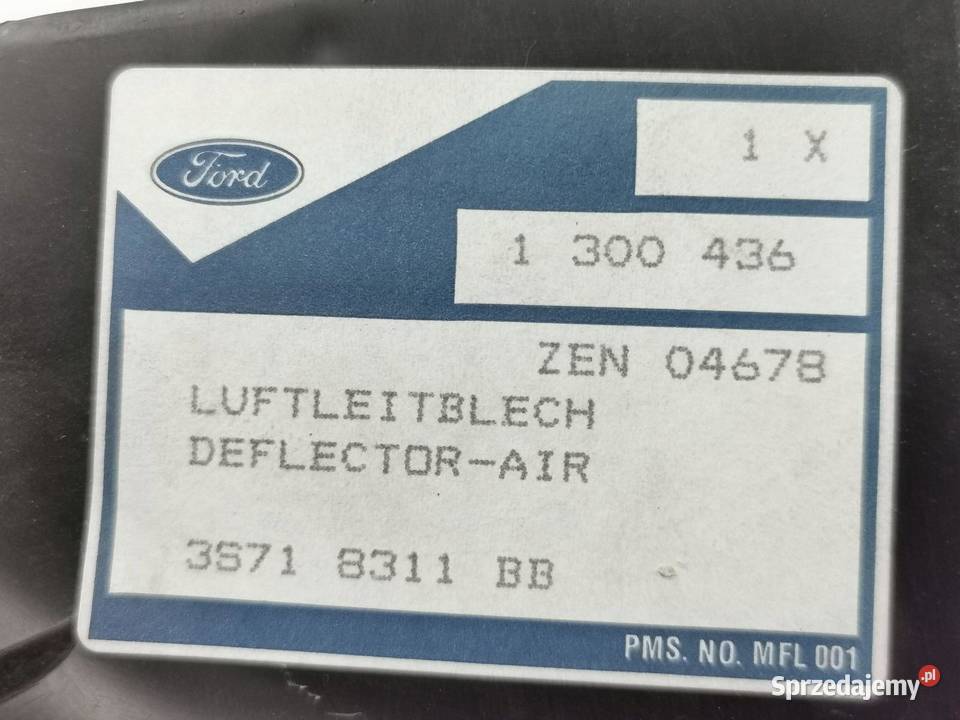 Ford
1 X
1 300 436
ZEN 04678
LUFTLEITBLECH
DEFLECTOR-AIR
3S71 8311 BB
PMS. NO. MFL 001
Sprzedajemy.pl